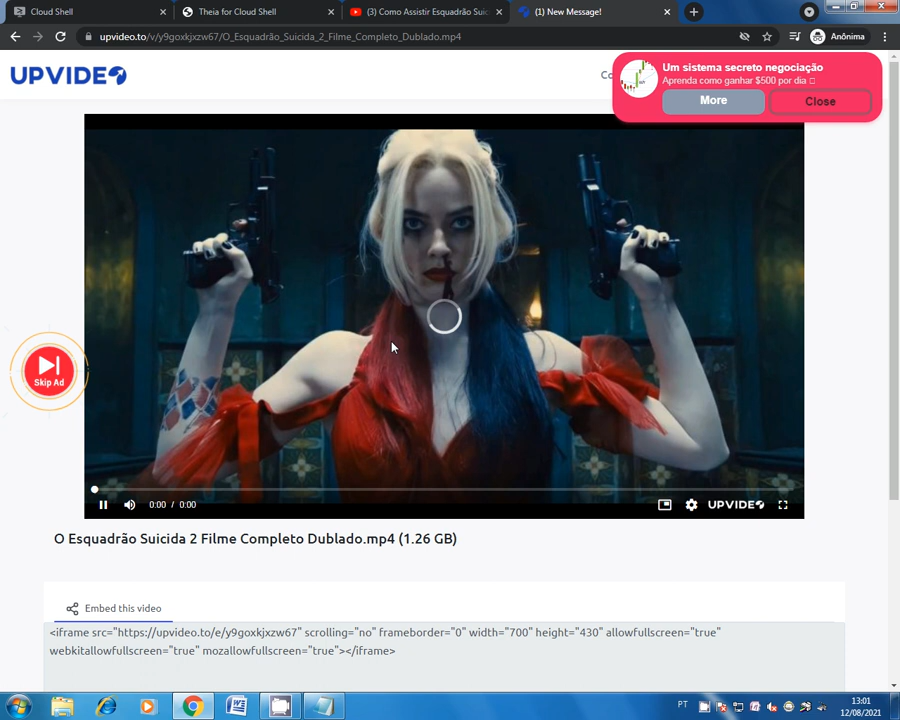 Cloud Shell
Theia for Cloud Shell
(3) Como Assistir Esquadrão Suic
(1) New Message!
upvideo.to/v/y9goxkjxzw67/O_Esquadrão_Suicida_2_Filme_Completo_Dublado.mp4
Anônima
UPVIDEO
Co
Um sistema secreto negociação
Aprenda como ganhar $500 por dia
More
Close
Skip Ad
0:00 / 0:00
UPVIDEO
O Esquadrão Suicida 2 Filme Completo Dublado.mp4 (1.26 GB)
Embed this video
<iframe src="https://upvideo.to/e/y9goxkjxzw67" scrolling="no" frameborder="0" width="700" height="430" allowfullscreen="true"
webkitallowfullscreen="true" mozallowfullscreen="true"></iframe>
PT
13:01
12/08/2021